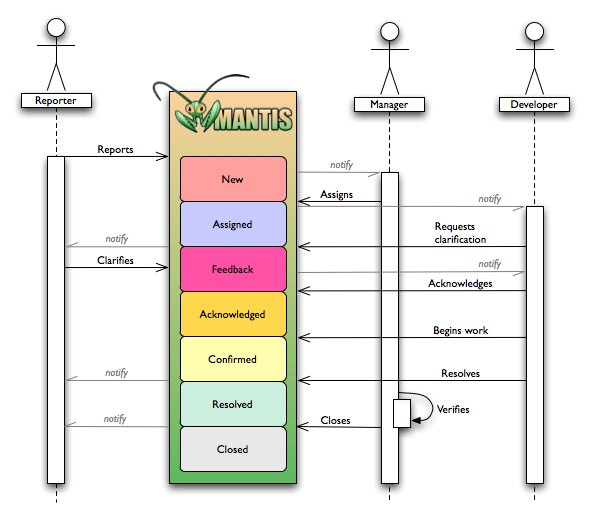 Reporter
Manager
Developer
MANTIS
Reports
notify
New
Assigns
notify
Assigned
Requests
clarification
notify
Clarifies
notify
Feedback
Acknowledges
Acknowledged
Begins work
Confirmed
notify
Resolves
Resolved
Verifies
notify
Closes
Closed